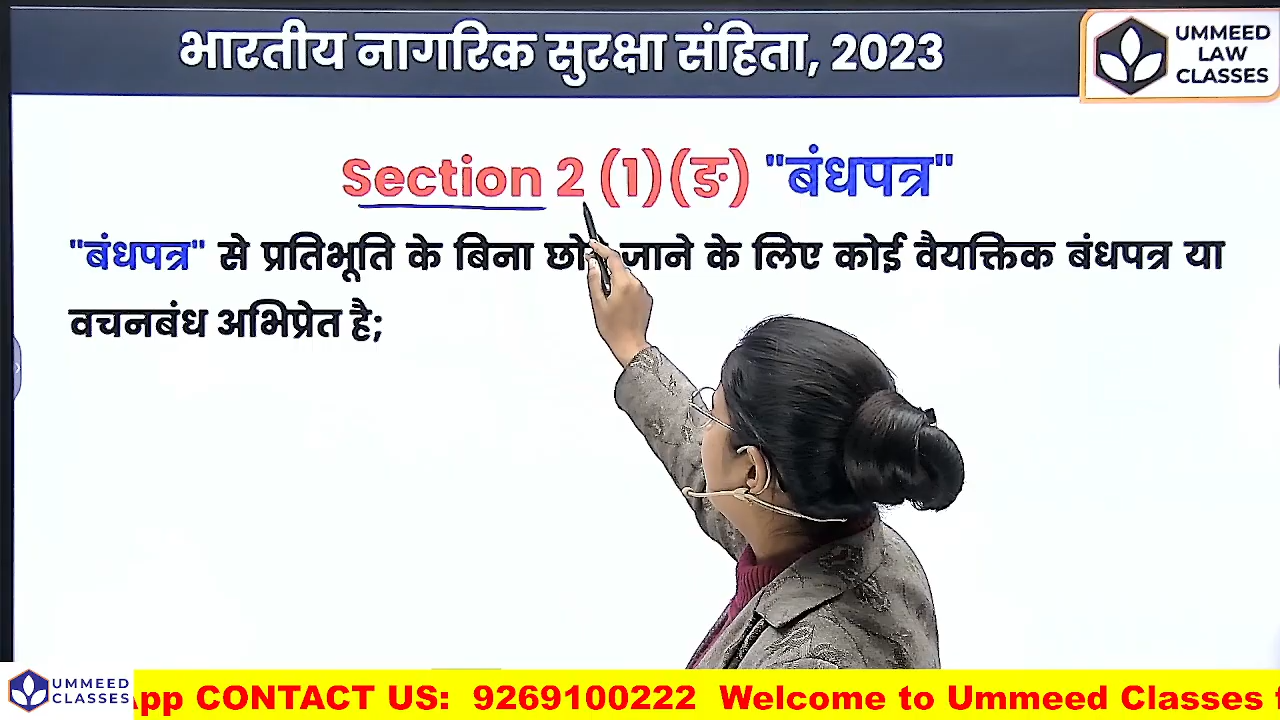 भारतीय नागरिक सुरक्षा संहिता, 2023
UMMEED
LAW
CLASSES
Section 2 (1)(ङ) "बंधपत्र"
"बंधपत्र" से प्रतिभूति के बिना जाने के लिए कोई वैयक्तिक बंधपत्र या
वचनबंध अभिप्रेत है;
UMMEED
CLASSES
CONTACT US: 9269100222 Welcome to Ummeed Classes